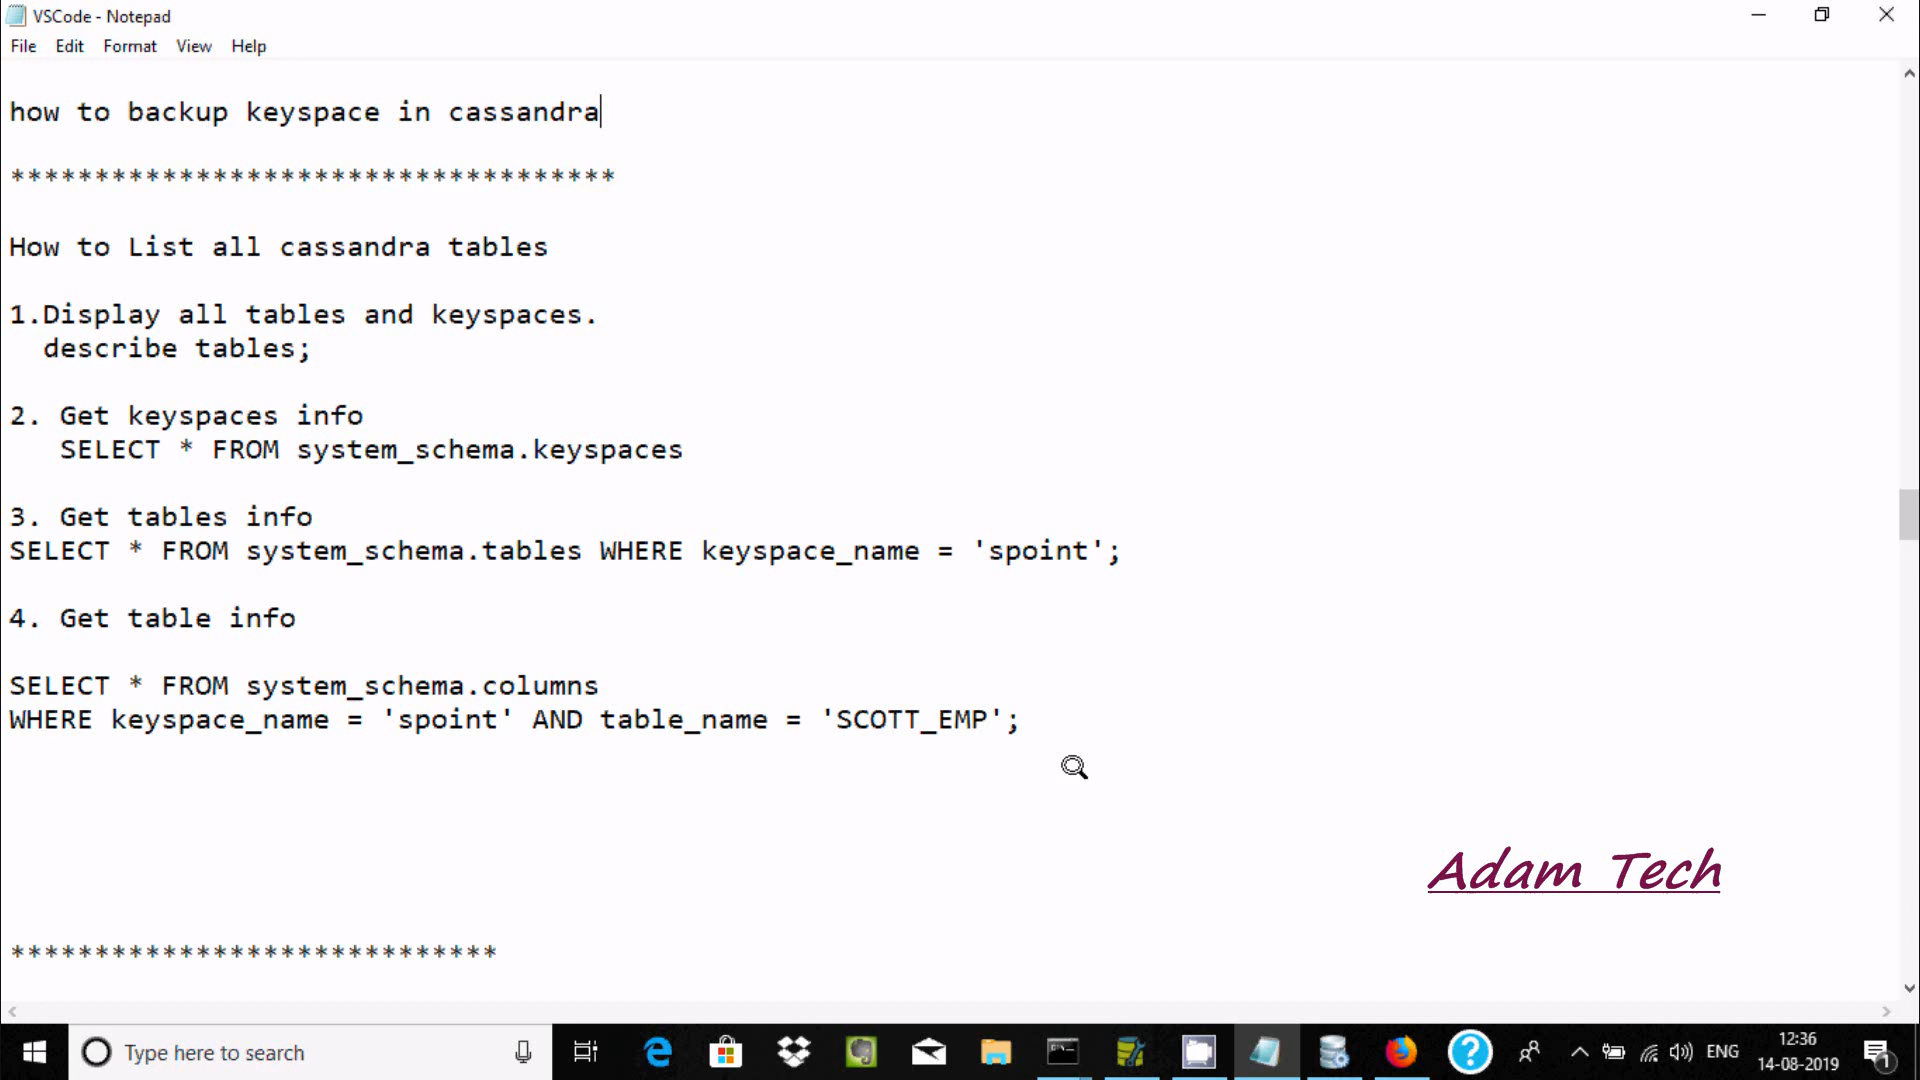 VSCode - Notepad
File Edit Format View Help
how to backup keyspace in cassandra
************************************
How to List all cassandra tables
1.Display all tables and keyspaces.
describe tables;
2. Get keyspaces info
SELECT * FROM system_schema.keyspaces
3. Get tables info
SELECT * FROM system_schema.tables WHERE keyspace_name = 'spoint';
4. Get table info
SELECT * FROM system_schema.columns
WHERE keyspace_name = 'spoint' AND table_name = 'SCOTT_EMP';
Adam Tech
*****************************
Type here to search
ENG
12:36
14-08-2019
1